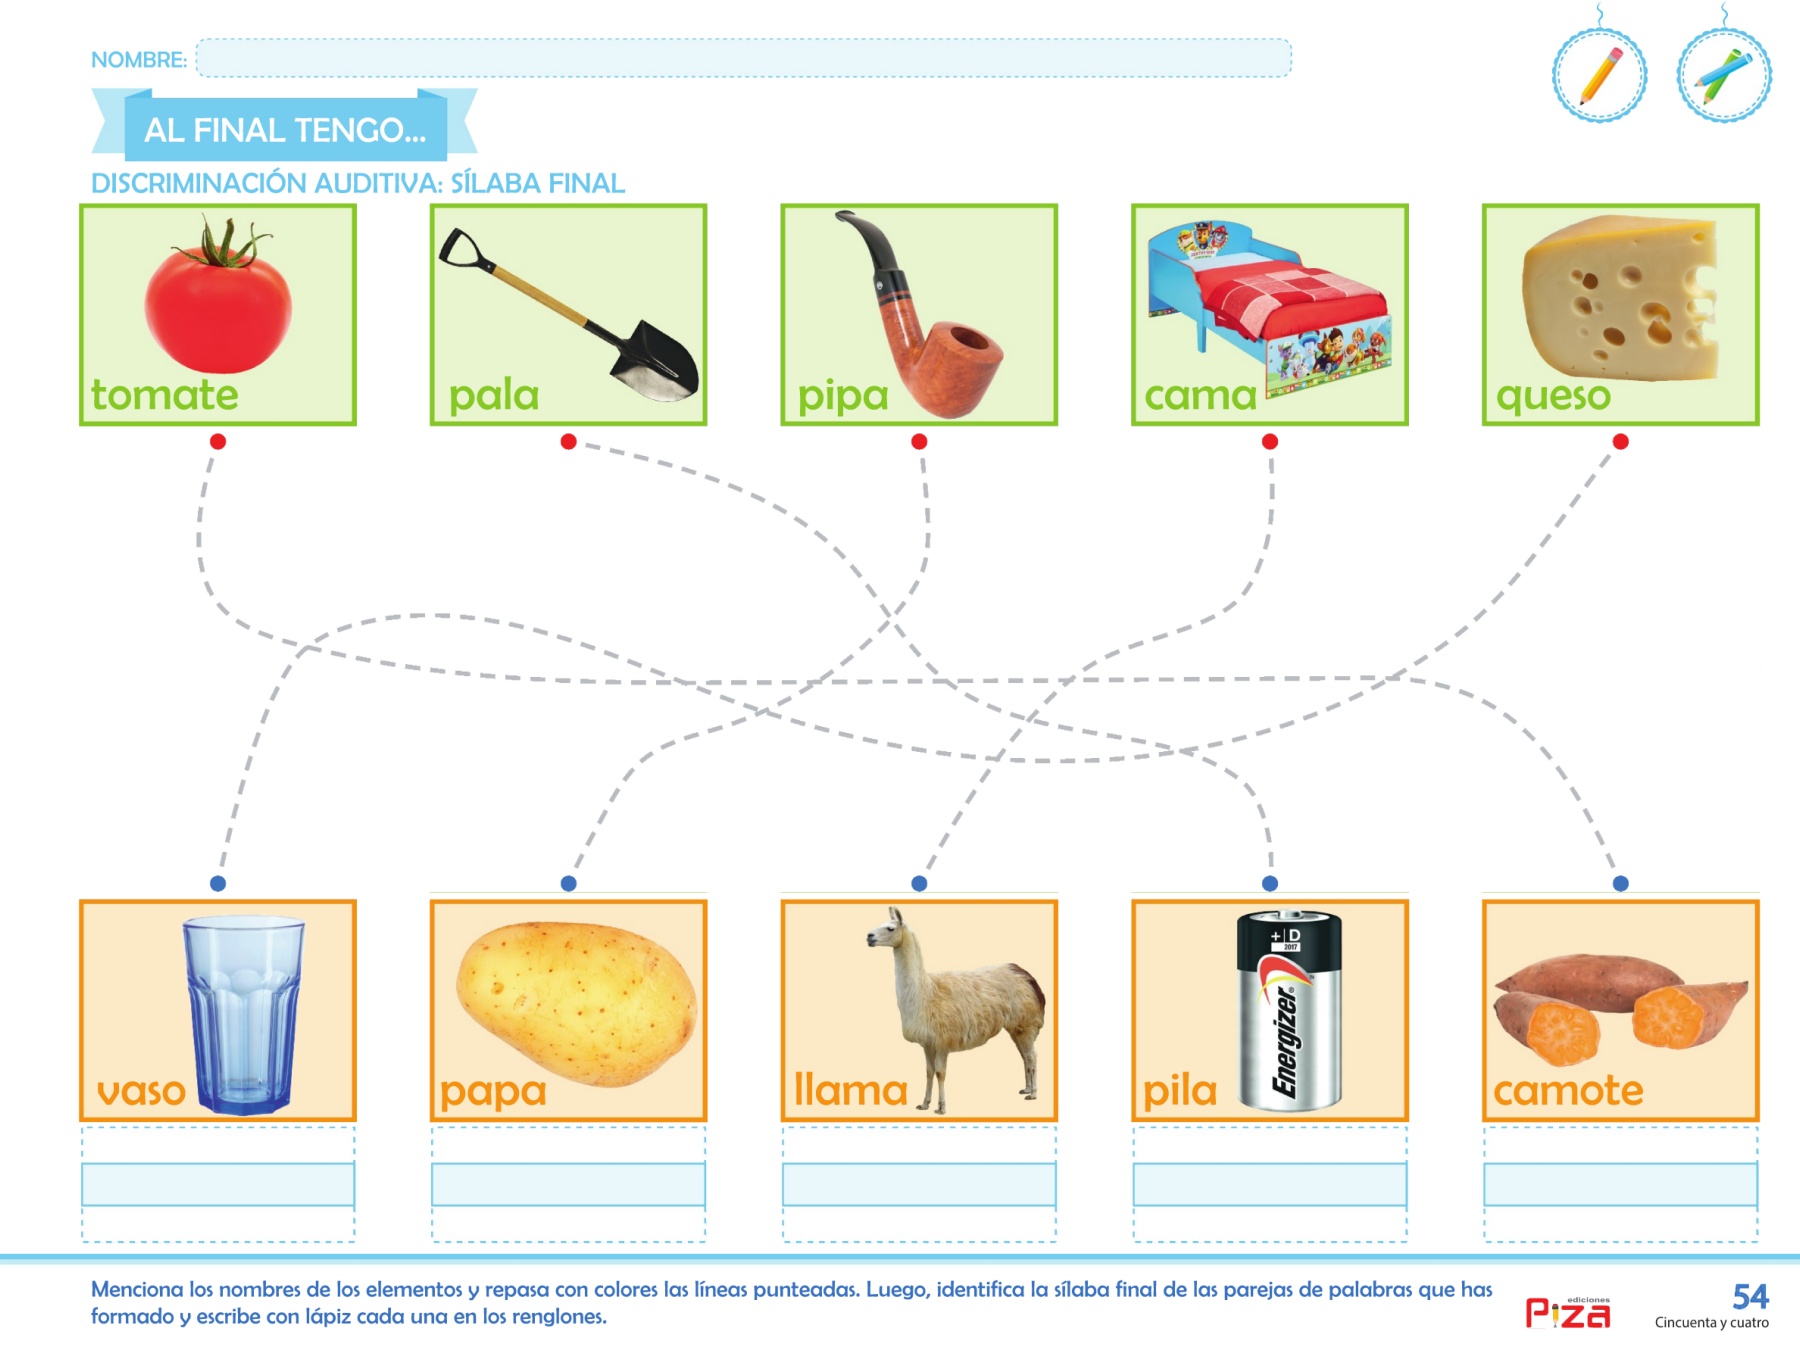 NOMBRE:
AL FINAL TENGO...
DISCRIMINACIÓN AUDITIVA: SÍLABA FINAL
tomate
pala
pipa
cama
queso
vaso
papa
llama
+|D
2017
Energizer®
pila
camote
Menciona los nombres de los elementos y repasa con colores las líneas punteadas. Luego, identifica la sílaba final de las parejas de palabras que has
formado y escribe con lápiz cada una en los renglones.
ediciones
Piza
54
Cincuenta y cuatro